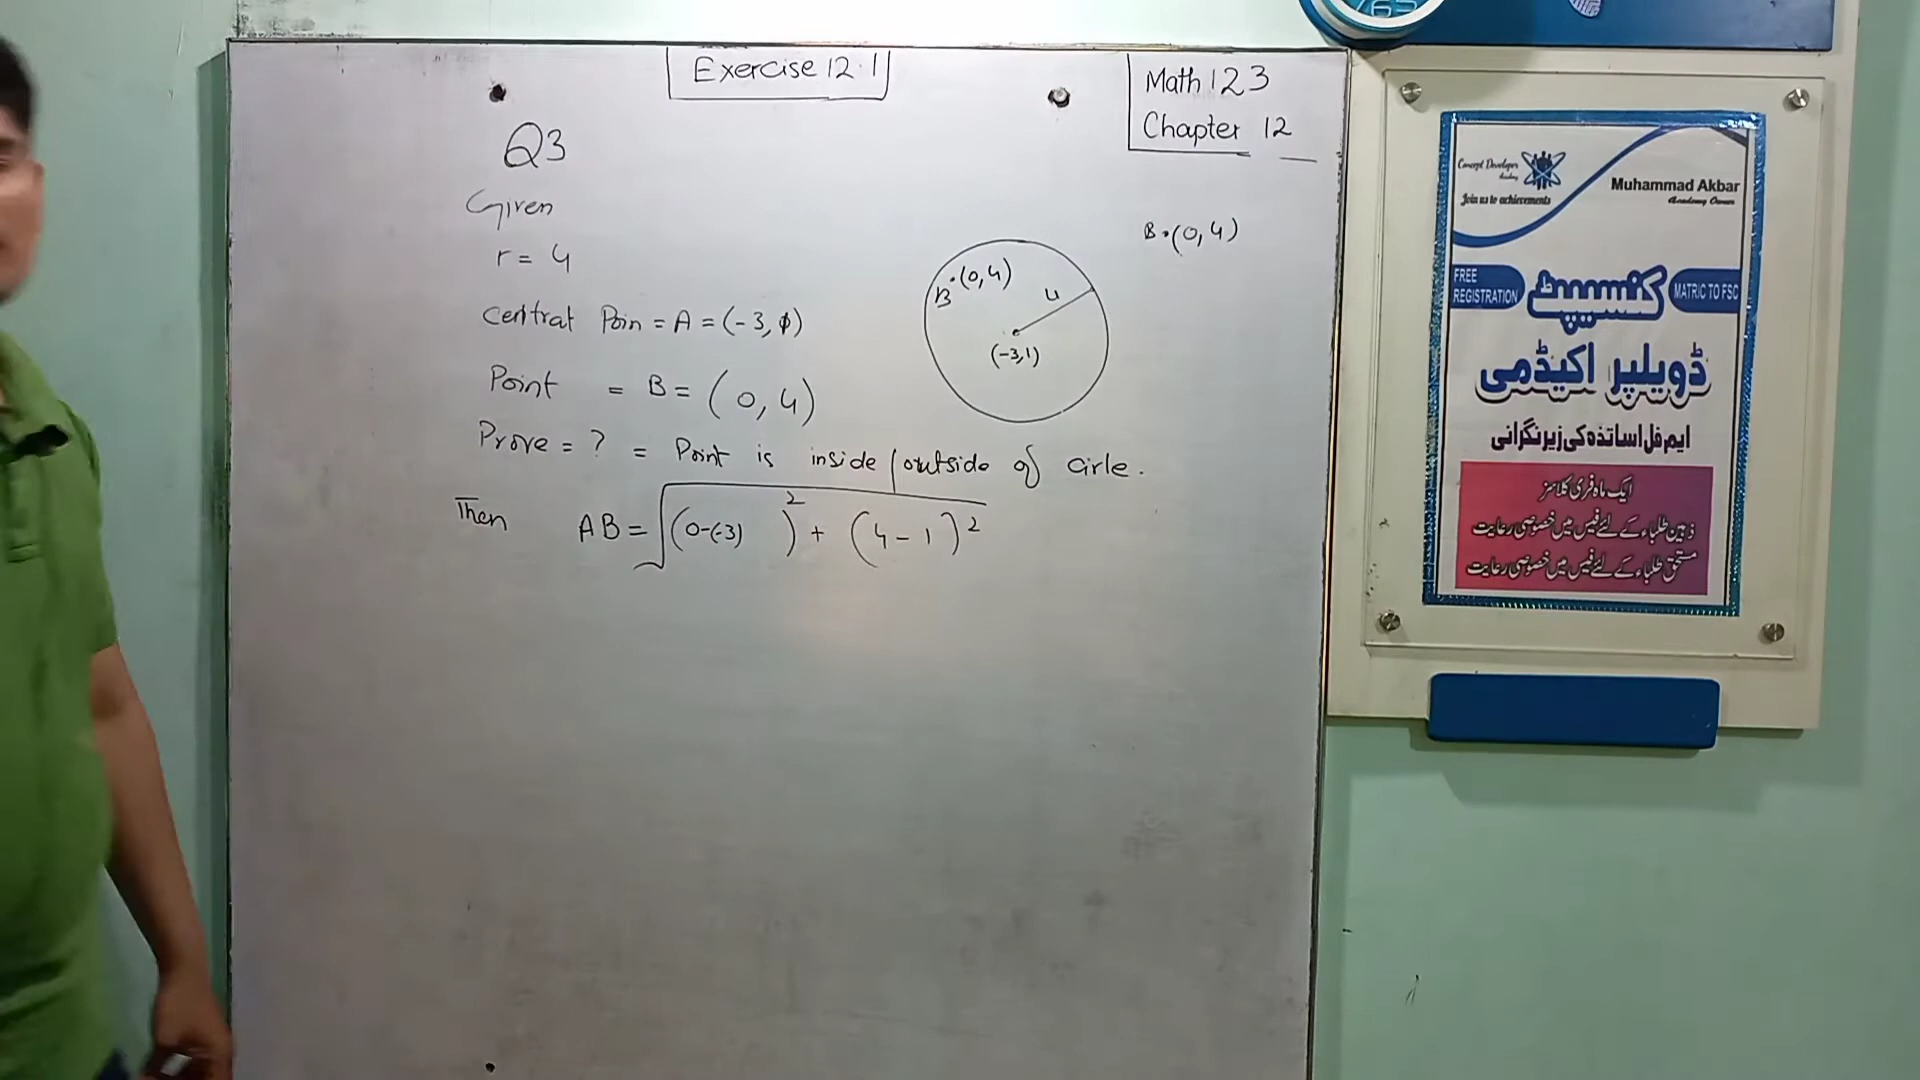 Exercise 12.1
Math 123
Chapter 12
Q3
Given
r = 4
Central Poin = A = (-3, 1)
Point = B = (0, 4)
Prove = ? = Point is inside / outside of cirle.
Then AB = √(0-(-3))² + (4-1)²
B (0, 4)
4
(-3, 1)
B. (0, 4)
Concept Developer
Academy
Join us to achievements
Muhammad Akbar
Academy Owner
FREE REGISTRATION
کنسیپٹ
MATRIC TO FSC
ڈویلپر اکیڈمی
ایم فل اساتذہ کی زیر نگرانی
ایک ماہ فری کلاسز
ذہین طلباء کے لئے فیس میں خصوصی رعایت
مستحق طلباء کے لئے فیس میں خصوصی رعایت